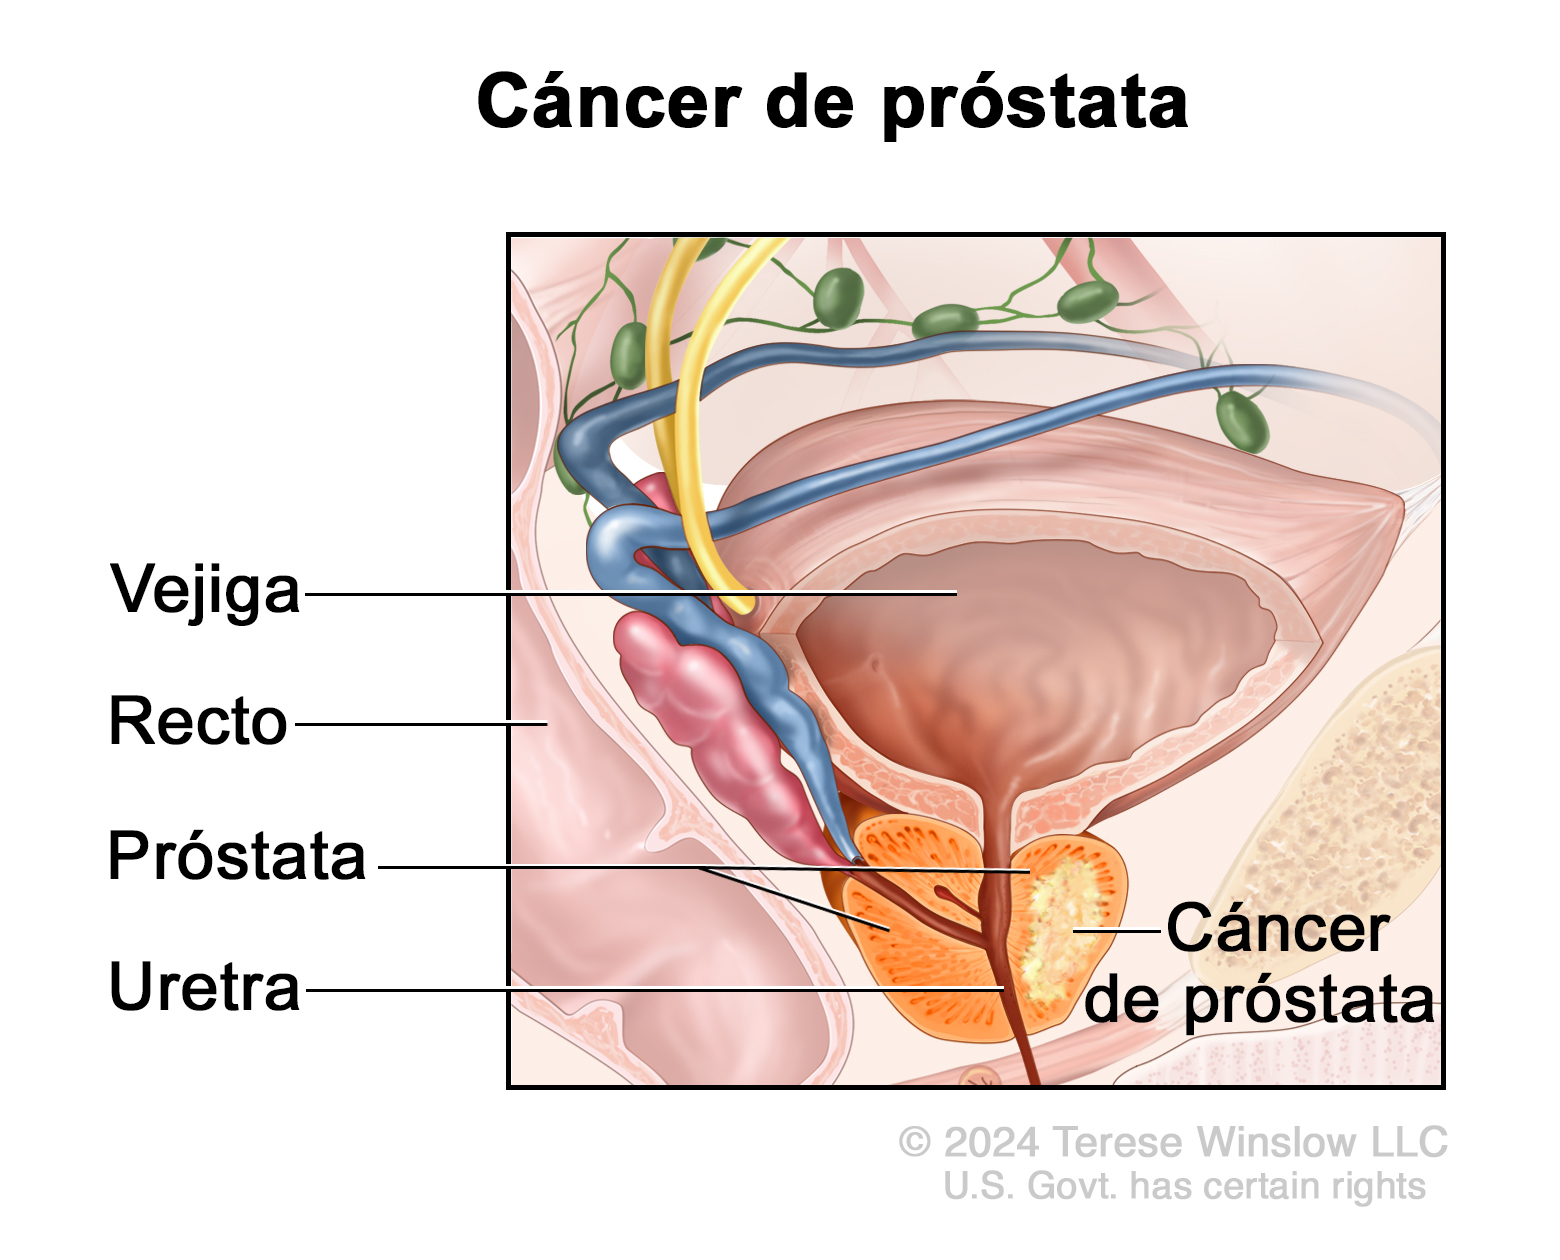 Cáncer de próstata
Vejiga
Recto
Próstata
Uretra
Cáncer
de próstata
© 2024 Terese Winslow LLC
U.S. Govt. has certain rights